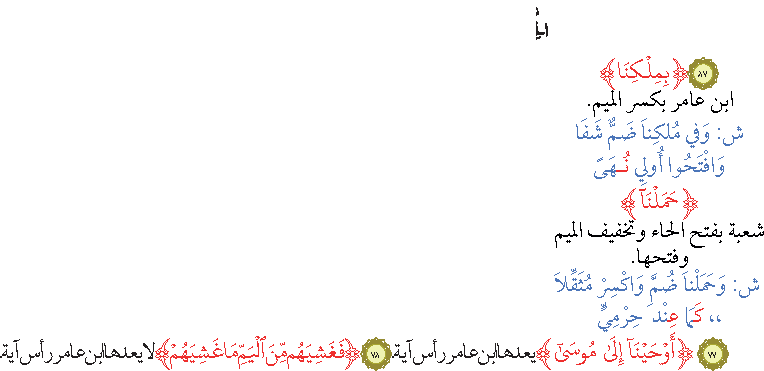 ﴿بِمِلْكِنَا﴾ ٨٧
ابن عامر بكسر الميم.
ش: وَفِي مُلكِنَا ضَمٌّ شَفَا
وَافْتَحُوا أُولِي نُـهَىً
﴿حَمَلْنَآ﴾
شعبة بفتح الحاء وتخفيف الميم
وفتحها.
ش: وَحَمَلْنَا ضُمَّ وَاكْسِرْ مُثَقِّلاَ
،، كَمَا عِنْدَ حِرْمِيٍّ
٧٧ ﴿أَوْحَيْنَآ إِلَىٰ مُوسَىٰٓ﴾ يعدها ابن عامر رأس آية. ٧٨ ﴿فَغَشِيَهُم مِّنَ ٱلْيَمِّ مَا غَشِيَهُمْ﴾ لا يعدها ابن عامر رأس آية.